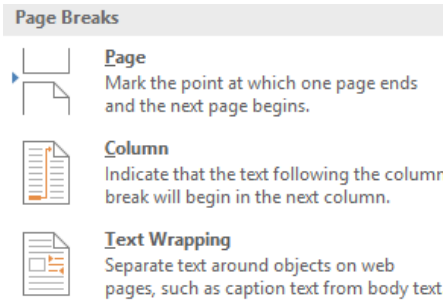 Page Breaks
Page
Mark the point at which one page ends
and the next page begins.
Column
Indicate that the text following the column
break will begin in the next column.
Text Wrapping
Separate text around objects on web
pages, such as caption text from body text